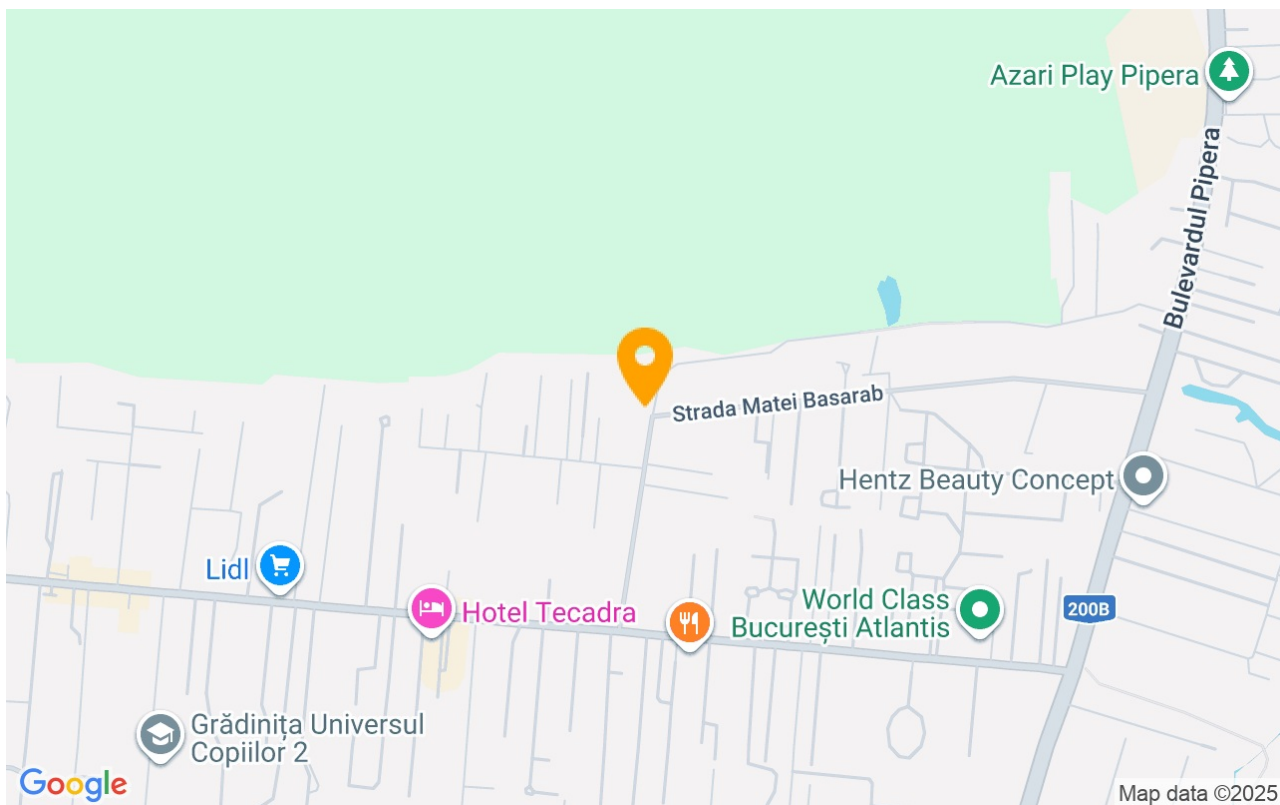 Azari Play Pipera
Bulevardul Pipera
Strada Matei Basarab
Hentz Beauty Concept
Lidl
Hotel Tecadra
World Class
București Atlantis
200B
Grădinița Universul
Copiilor 2
Google
Map data ©2025